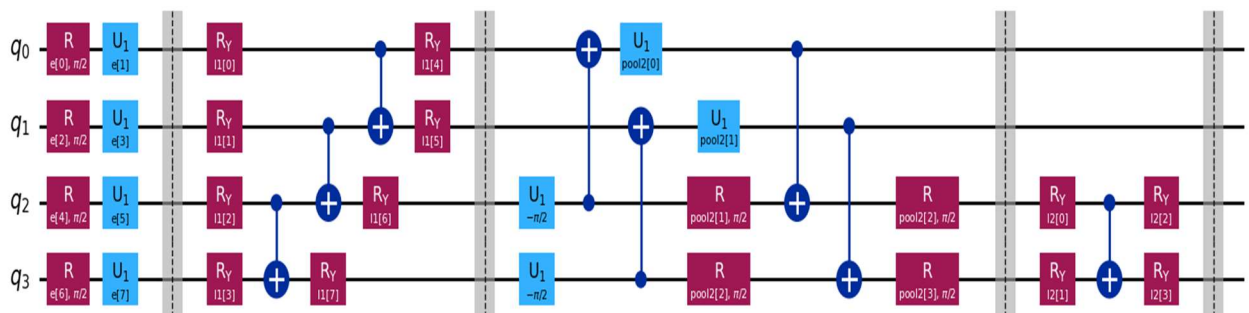 q0 R e[0], π/2 U1 e[1] RY l1[0] RY l1[4] U1 pool2[0]
q1 R e[2], π/2 U1 e[3] RY l1[1] RY l1[5] U1 pool2[1]
q2 R e[4], π/2 U1 e[5] RY l1[2] RY l1[6] U1 −π/2 R pool2[1], π/2 R pool2[2], π/2 RY l2[0] RY l2[2]
q3 R e[6], π/2 U1 e[7] RY l1[3] RY l1[7] U1 −π/2 R pool2[2], π/2 R pool2[3], π/2 RY l2[1] RY l2[3]